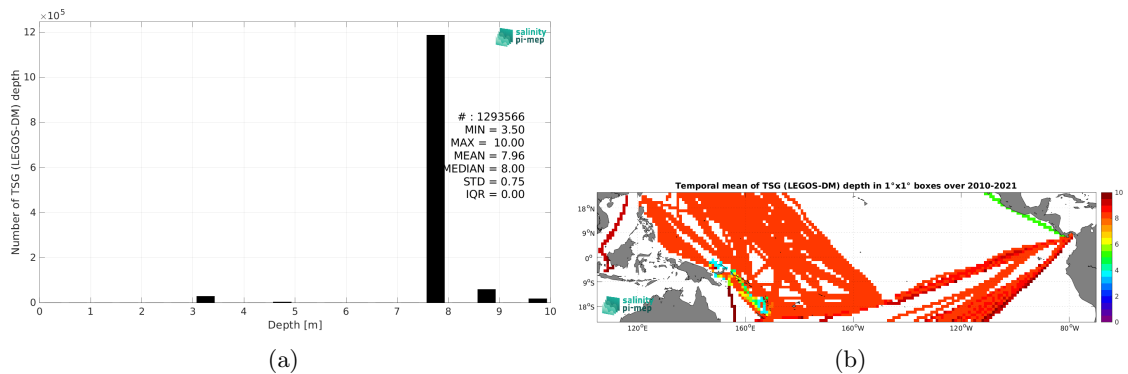 ×10⁵
12
10
8
6
4
2
0
Number of TSG (LEGOS-DM) depth
0 1 2 3 4 5 6 7 8 9 10
Depth [m]
salinity
pi-mep
# : 1293566
MIN = 3.50
MAX = 10.00
MEAN = 7.96
MEDIAN = 8.00
STD = 0.75
IQR = 0.00
(a)
Temporal mean of TSG (LEGOS-DM) depth in 1°x1° boxes over 2010-2021
18°N
9°N
0°
9°S
18°S
120°E 160°E 160°W 120°W 80°W
salinity
pi-mep
10
8
6
4
2
0
(b)